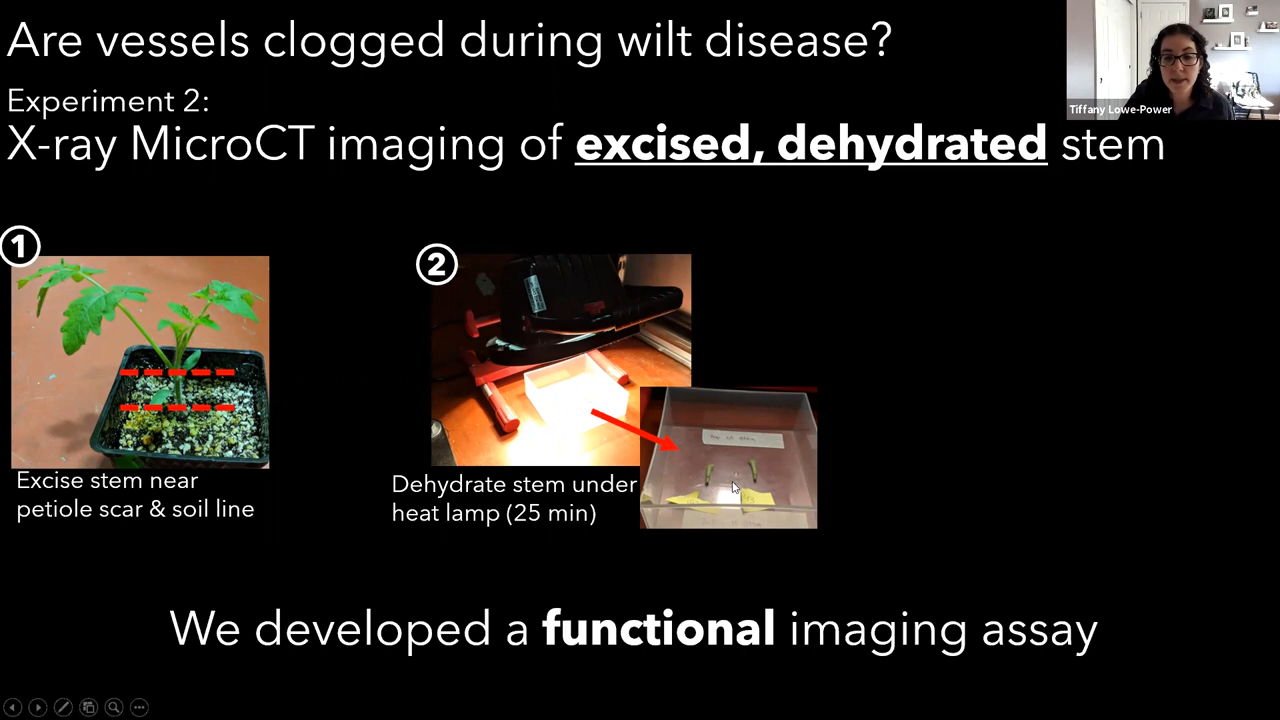 Are vessels clogged during wilt disease?
Tiffany Lowe-Power
Experiment 2:
X-ray MicroCT imaging of excised, dehydrated stem
1
2
Excise stem near
petiole scar & soil line
Dehydrate stem under
heat lamp (25 min)
We developed a functional imaging assay